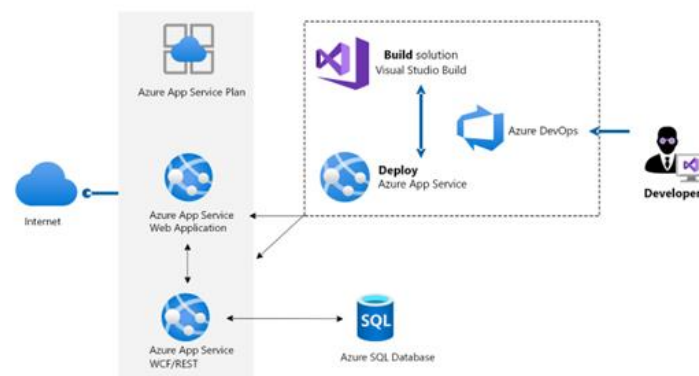 Azure App Service Plan
Build solution
Visual Studio Build
Azure DevOps
Developer
Deploy
Azure App Service
Internet
Azure App Service
Web Application
Azure App Service
WCF/REST
SQL
Azure SQL Database